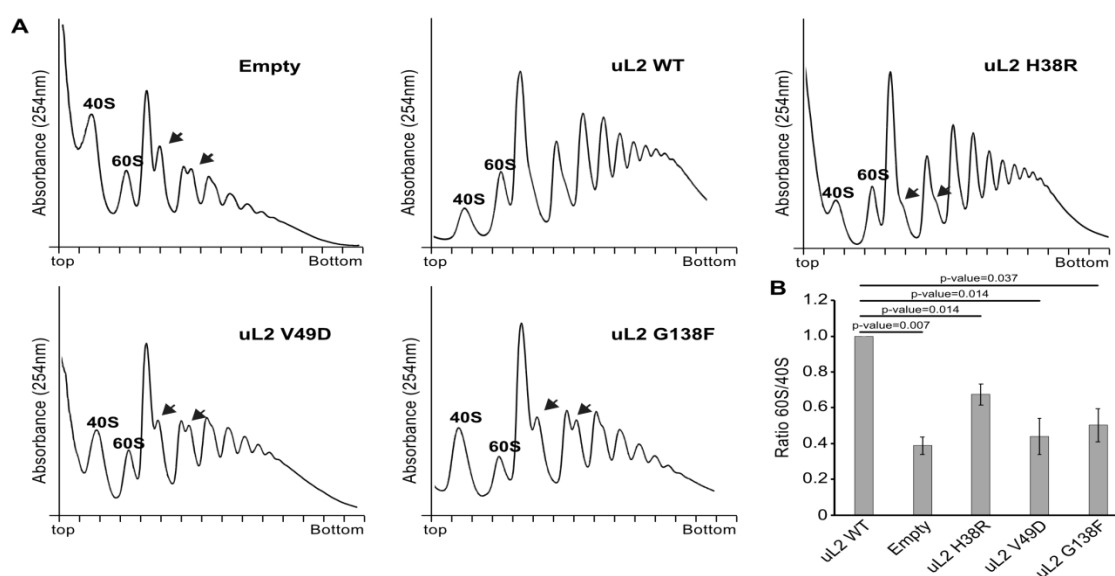 A
Empty
Absorbance (254nm)
40S
60S
top
Bottom
uL2 WT
Absorbance (254nm)
40S
60S
top
Bottom
uL2 H38R
Absorbance (254nm)
40S
60S
top
Bottom
uL2 V49D
Absorbance (254nm)
40S
60S
top
Bottom
uL2 G138F
Absorbance (254nm)
40S
60S
top
Bottom
B
p-value=0.037
p-value=0.014
p-value=0.014
p-value=0.007
Ratio 60S/40S
1.2
1.0
0.8
0.6
0.4
0.2
0
uL2 WT
Empty
uL2 H38R
uL2 V49D
uL2 G138F